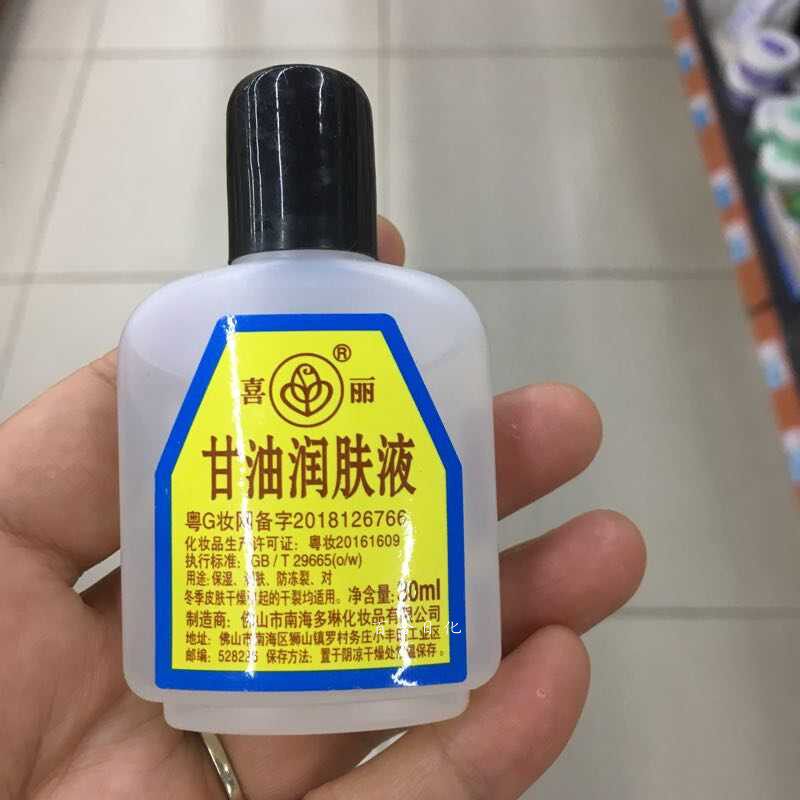 喜 丽 ®
甘油润肤液
粤G妆网备字2018126766
化妆品生产许可证：粤妆20161609
执行标准：GB/T 29665(o/w)
用途：保湿、润肤、防冻裂、对
冬季皮肤干燥引起的干裂均适用。净含量：30ml
制造商：佛山市南海多琳化妆品有限公司
地址：佛山市南海区狮山镇罗村务庄 丰田工业区
邮编：528226 保存方法：置于阴凉干燥处常温保存。
日化